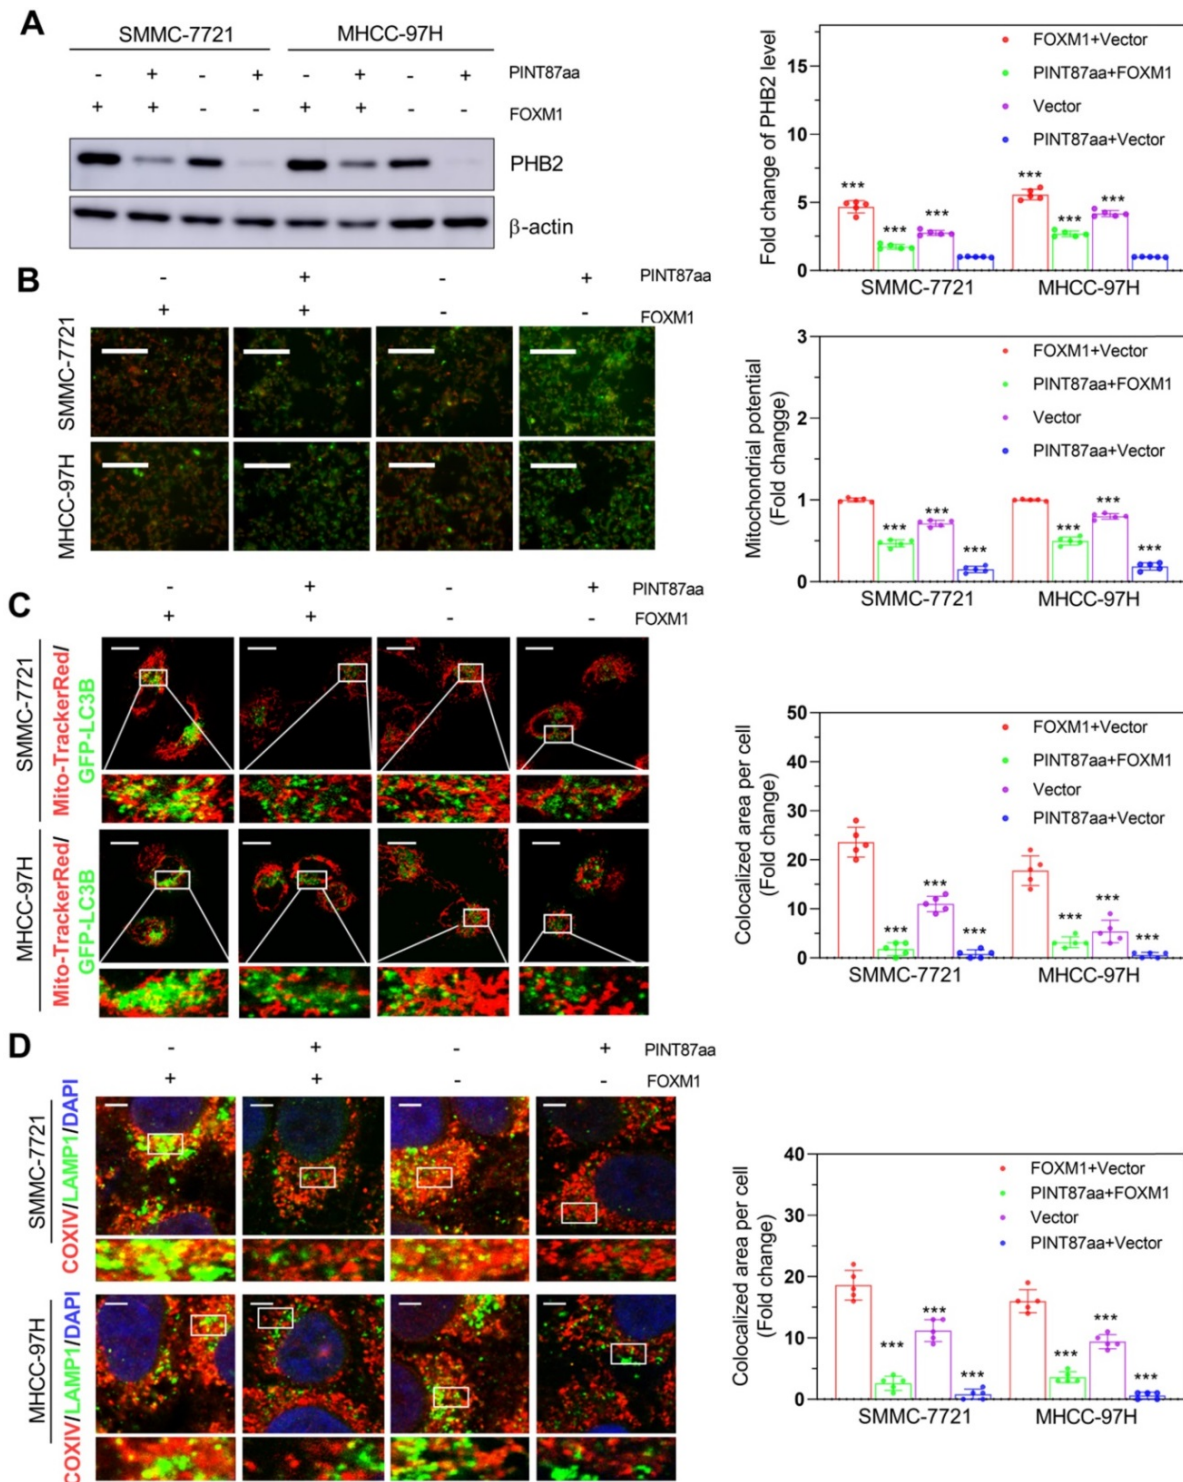 A
SMMC-7721 MHCC-97H
- + - + - + - + PINT87aa
+ + - - + + - - FOXM1
PHB2
β-actin
Fold change of PHB2 level
15
10
5
0
FOXM1+Vector
PINT87aa+FOXM1
Vector
PINT87aa+Vector
*** *** *** *** *** ***
SMMC-7721 MHCC-97H
B
- + - + PINT87aa
+ + - - FOXM1
SMMC-7721
MHCC-97H
Mitochondrial potential
(Fold changge)
3
2
1
0
FOXM1+Vector
PINT87aa+FOXM1
Vector
PINT87aa+Vector
*** *** *** *** *** ***
SMMC-7721 MHCC-97H
C
- + - + PINT87aa
+ + - - FOXM1
SMMC-7721
Mito-TrackerRed/
GFP-LC3B
MHCC-97H
Mito-TrackerRed/
GFP-LC3B
Colocalized area per cell
(Fold change)
50
40
30
20
10
0
FOXM1+Vector
PINT87aa+FOXM1
Vector
PINT87aa+Vector
*** *** *** *** *** ***
SMMC-7721 MHCC-97H
D
- + - + PINT87aa
+ + - - FOXM1
SMMC-7721
COXIV/LAMP1/DAPI
MHCC-97H
COXIV/LAMP1/DAPI
Colocalized area per cell
(Fold change)
40
30
20
10
0
FOXM1+Vector
PINT87aa+FOXM1
Vector
PINT87aa+Vector
*** *** *** *** *** ***
SMMC-7721 MHCC-97H